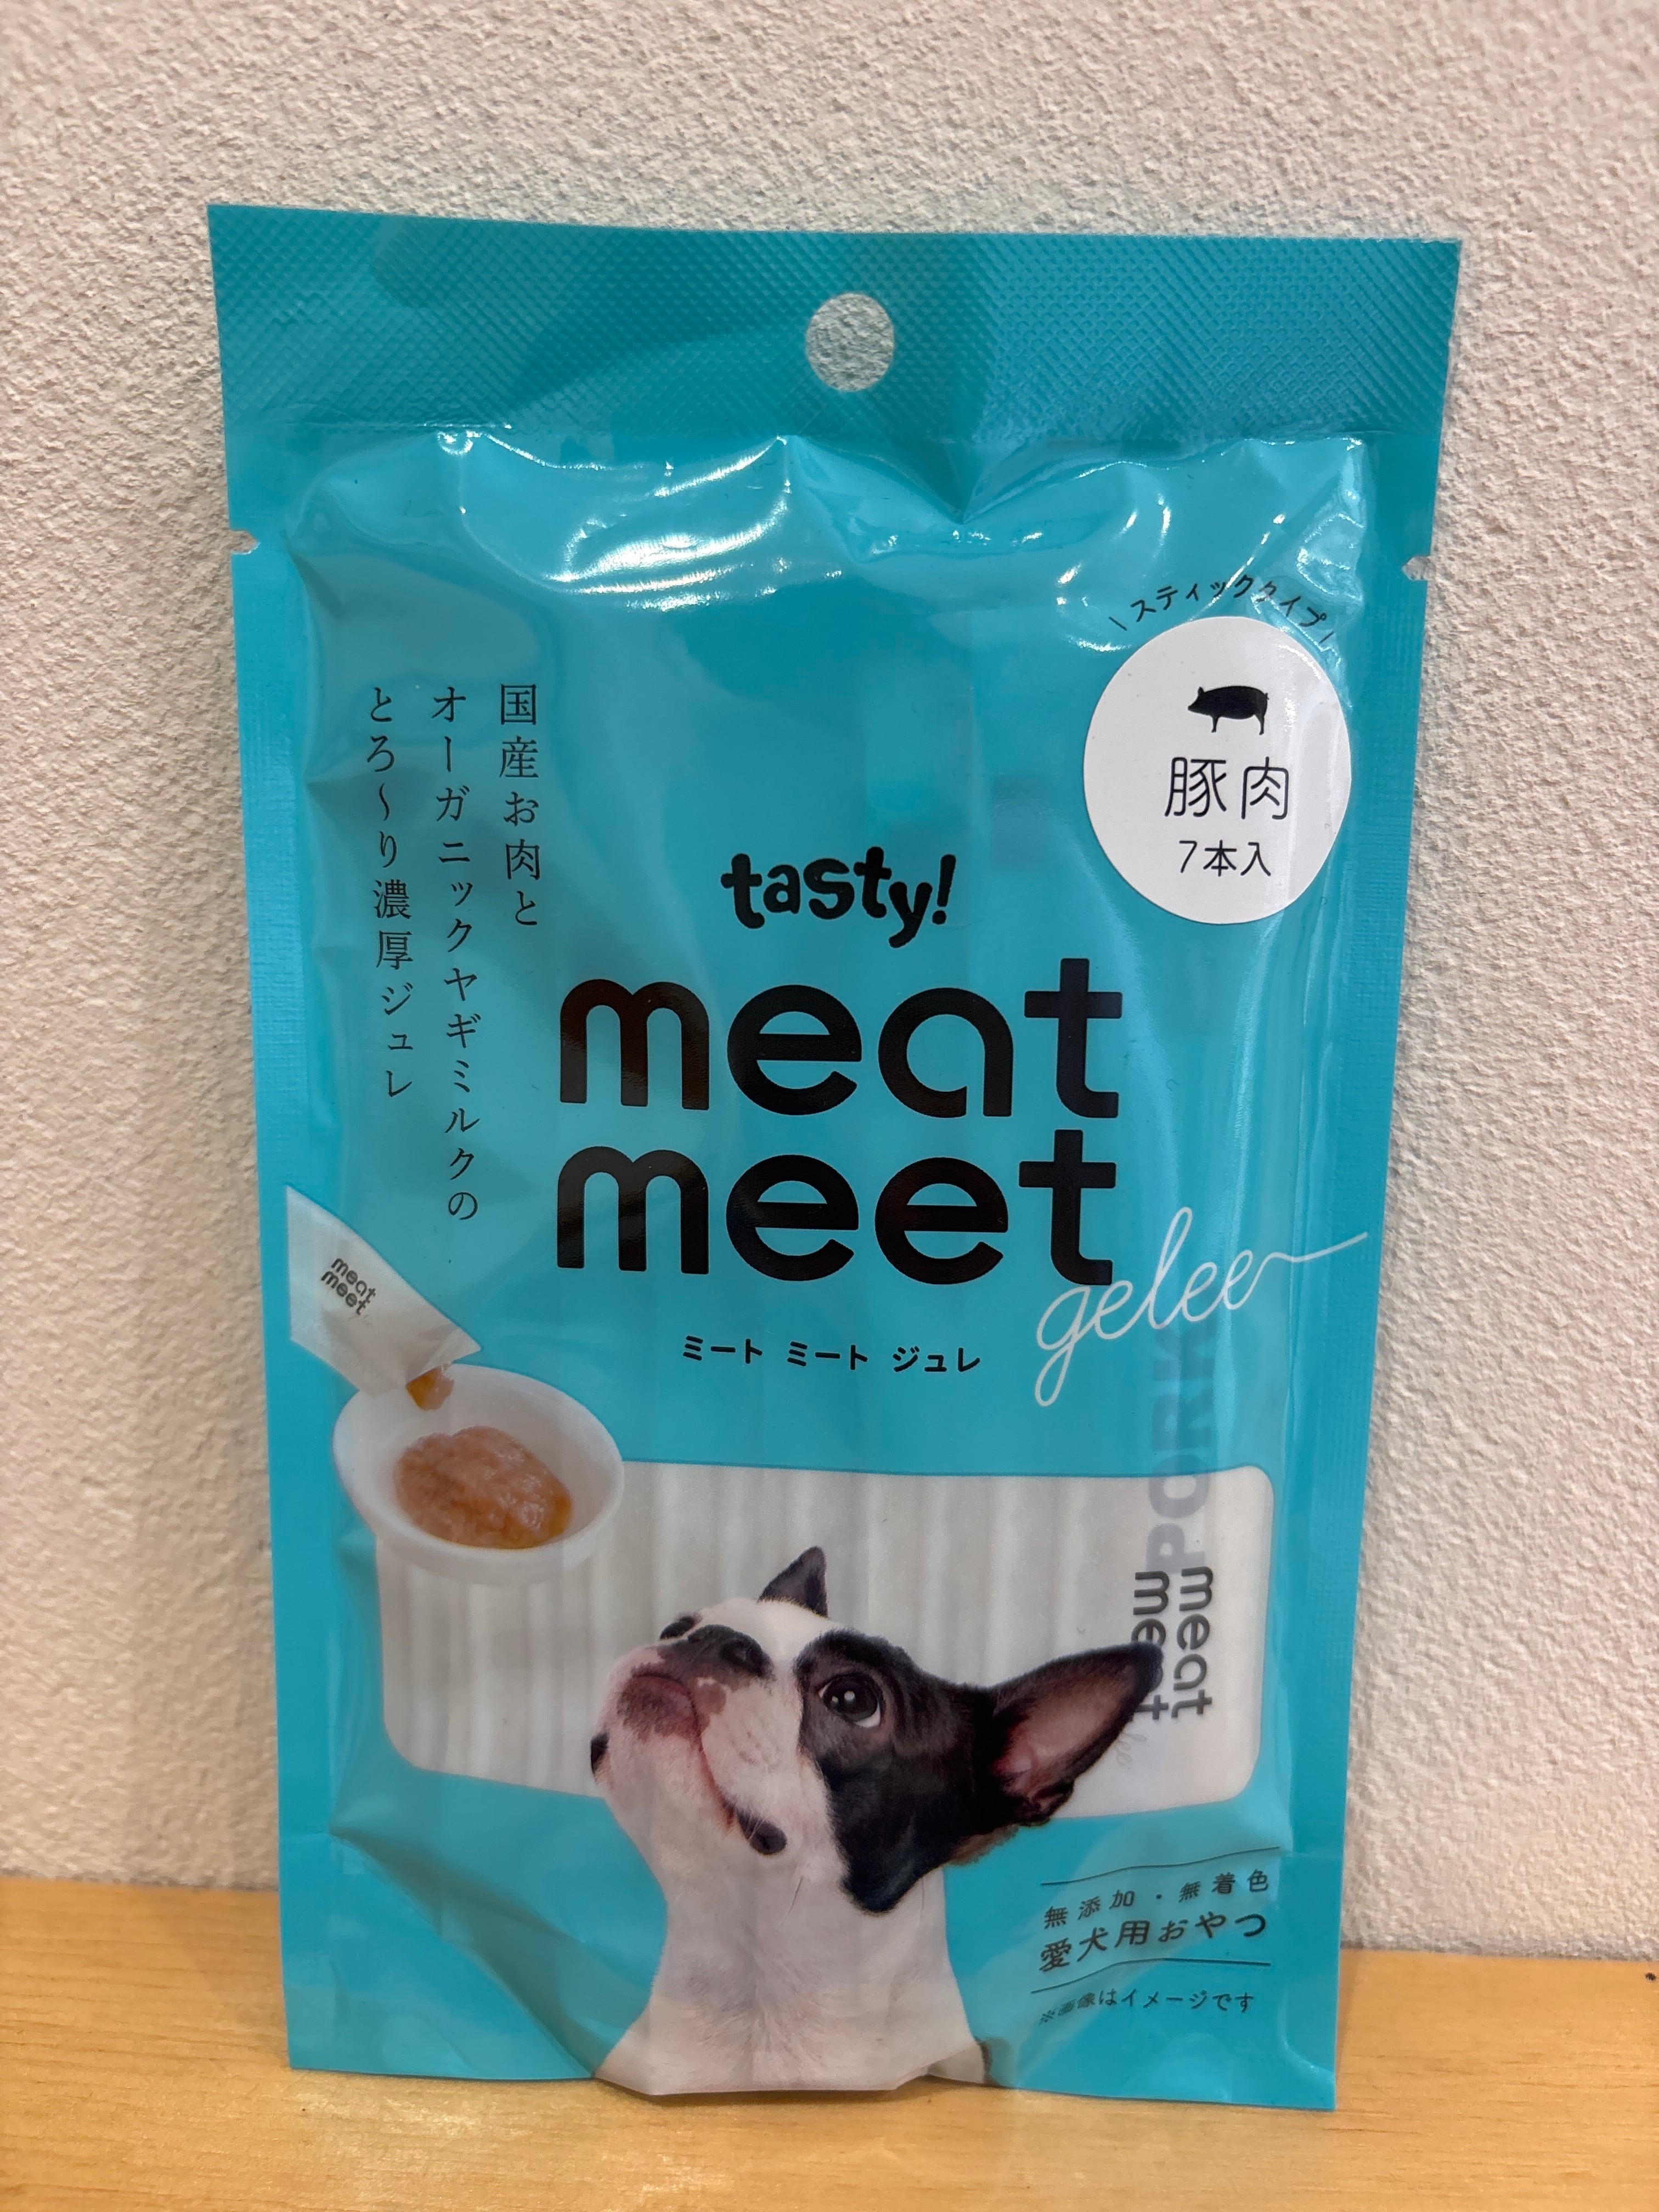 スティックタイプ
豚肉
7本入
国産お肉と
オーガニックヤギミルクの
とろ〜り濃厚ジュレ
tasty!
meat
meet
gelee
ミート ミート ジュレ
meat
meet
PORK
meat
meet
無添加・無着色
愛犬用おやつ
※画像はイメージです